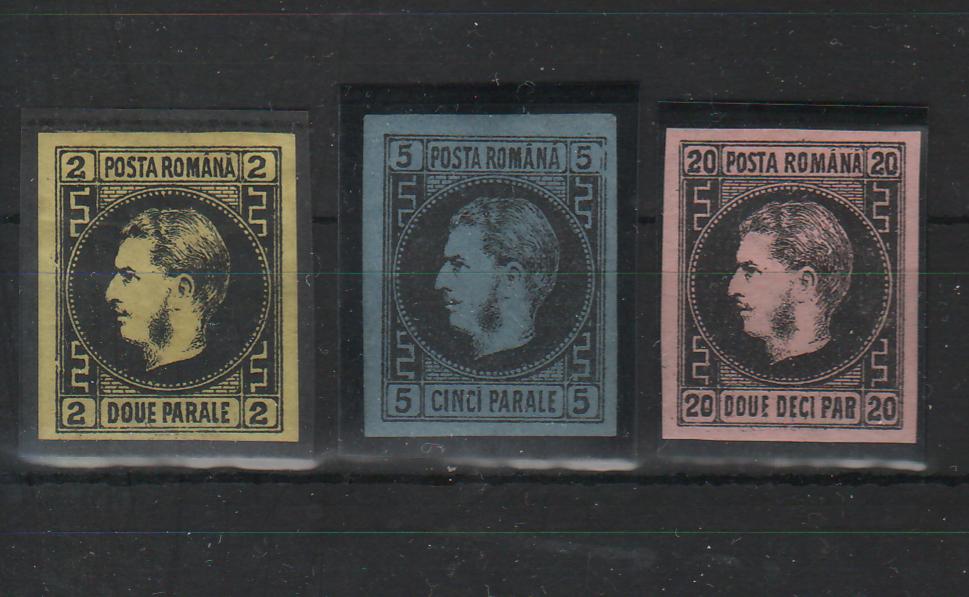 2 POSTA ROMÂNĂ 2
2 DOUE PARALE 2
5 POSTA ROMÂNĂ 5
5 CINCI PARALE 5
20 POSTA ROMÂNA 20
20 DOUE DECI PAR 20